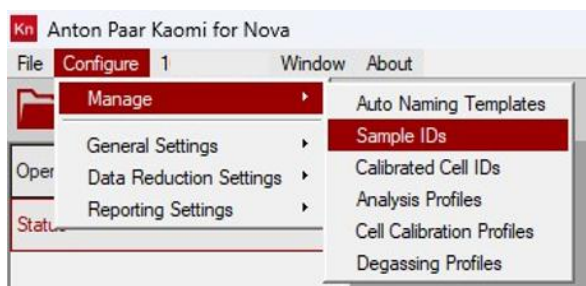 Kn Anton Paar Kaomi for Nova
File Configure 1 Window About
Manage
General Settings
Data Reduction Settings
Reporting Settings
Auto Naming Templates
Sample IDs
Calibrated Cell IDs
Analysis Profiles
Cell Calibration Profiles
Degassing Profiles
Oper